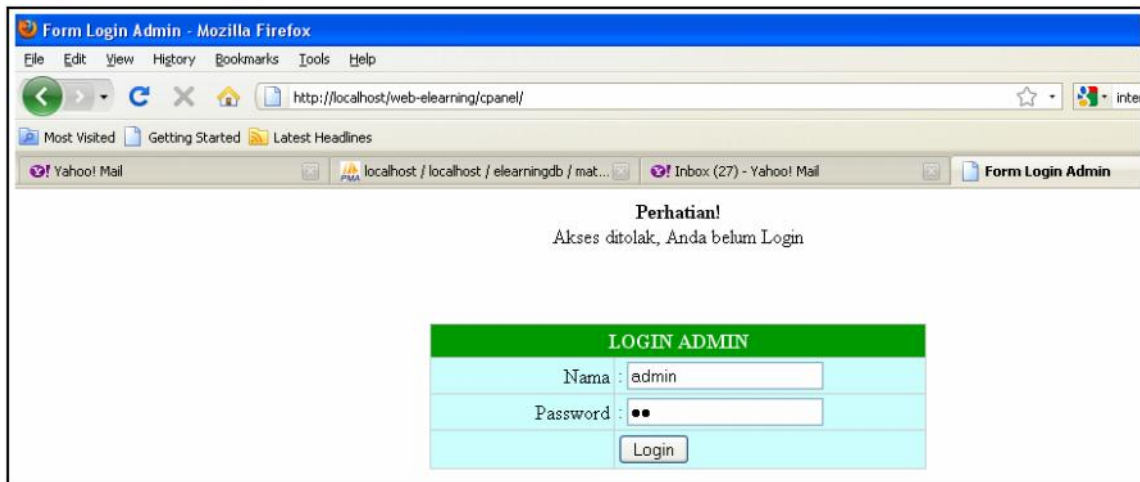 Form Login Admin - Mozilla Firefox
File Edit View History Bookmarks Tools Help
http://localhost/web-elearning/cpanel/ inter
Most Visited Getting Started Latest Headlines
Yahoo! Mail localhost / localhost / elearningdb / mat... Inbox (27) - Yahoo! Mail Form Login Admin
Perhatian!
Akses ditolak, Anda belum Login
LOGIN ADMIN
Nama : admin
Password : ●●
Login